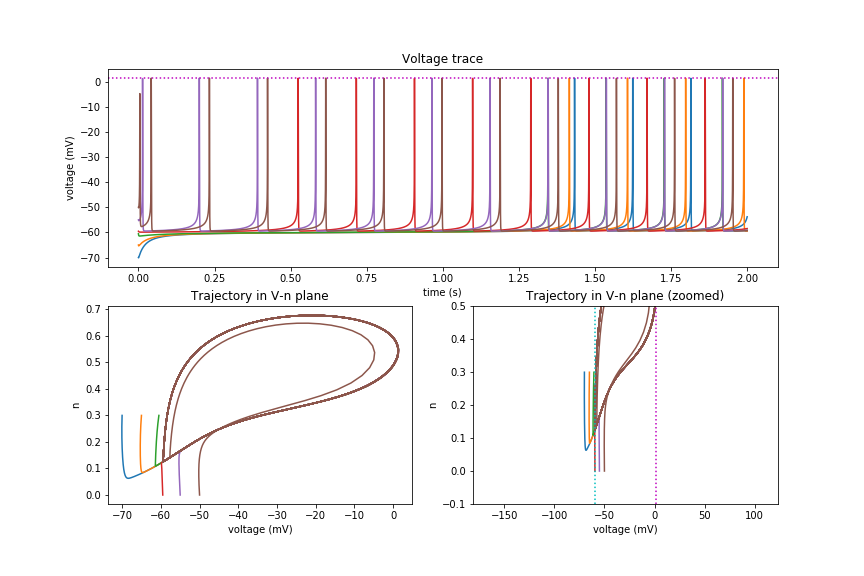 Voltage trace
voltage (mV)
0
−10
−20
−30
−40
−50
−60
−70
0.00 0.25 0.50 0.75 1.00 1.25 1.50 1.75 2.00
time (s)
Trajectory in V-n plane
n
0.7
0.6
0.5
0.4
0.3
0.2
0.1
0.0
−70 −60 −50 −40 −30 −20 −10 0
voltage (mV)
Trajectory in V-n plane (zoomed)
n
0.5
0.4
0.3
0.2
0.1
0.0
−0.1
−150 −100 −50 0 50 100
voltage (mV)